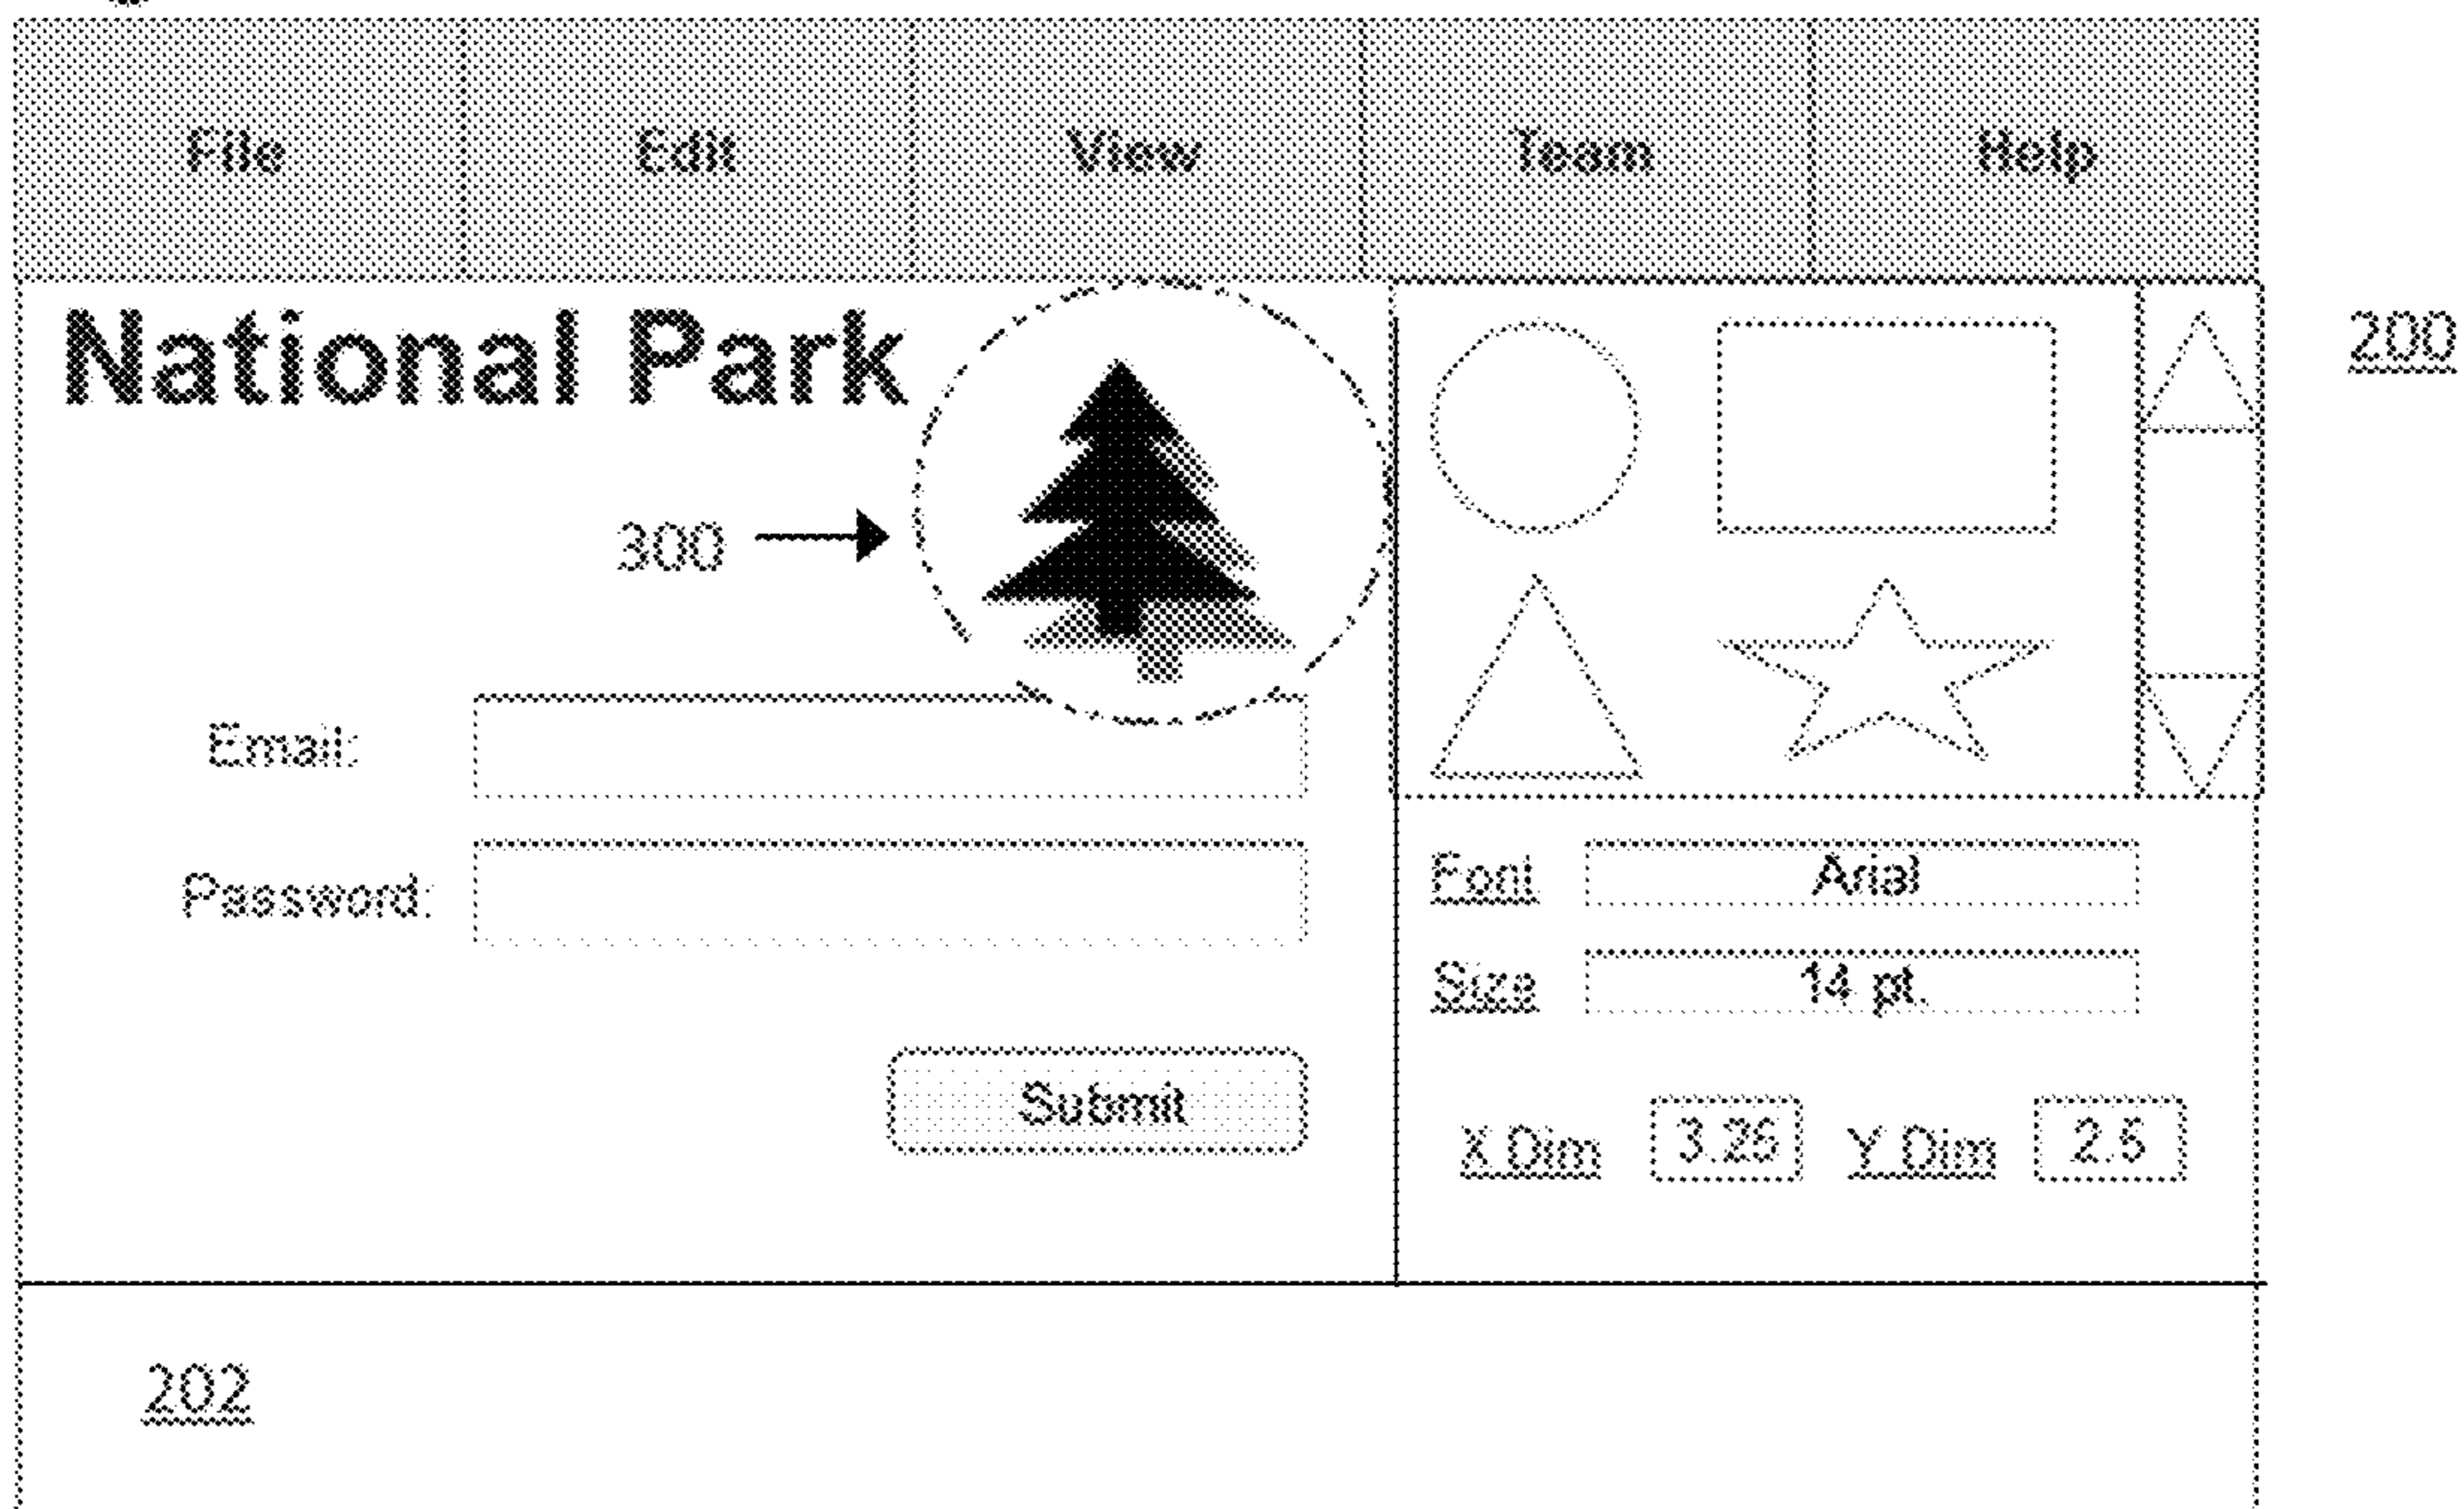 File Edit View Team Help
National Park
200
300
Email:
Password:
Submit
Font Arial
Size 14 pt.
X Dim 3.25 Y Dim 2.5
202